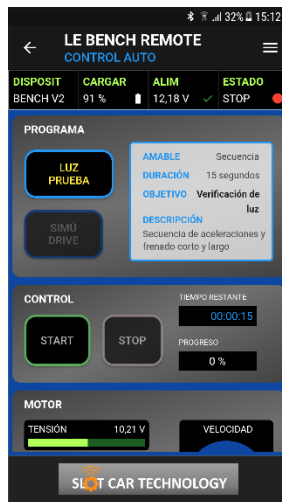 32% 15:12
LE BENCH REMOTE
CONTROL AUTO
DISPOSIT CARGAR ALIM ESTADO
BENCH V2 91 % 12,18 V STOP
PROGRAMA
LUZ
PRUEBA
SIMÚ
DRIVE
AMABLE Secuencia
DURACIÓN 15 segundos
OBJETIVO Verificación de
luz
DESCRIPCIÓN
Secuencia de aceleraciones y
frenado corto y largo
CONTROL
START
STOP
TIEMPO RESTANTE
00:00:15
PROGRESO
0 %
MOTOR
TENSIÓN 10,21 V
VELOCIDAD
SLOT CAR TECHNOLOGY